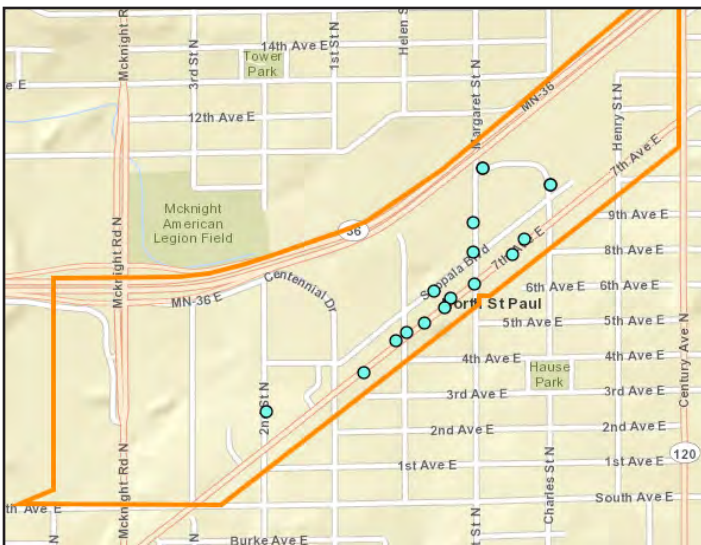 Mcknight R
3rd St N
14th Ave E
Tower
Park
1st St N
Helen S
e E
12th Ave E
MN-36
Margaret St N
Henry St N
7th Ave E
Mcknight
American
Legion Field
36
9th Ave E
8th Ave E
Mcknight Rd N
MN-36 E
Centennial Dr
Seppala Blvd
7th Ave E
6th Ave E
6th Ave E
North St Paul
5th Ave E
5th Ave E
4th Ave E
4th Ave E
Hause
Park
3rd Ave E
3rd Ave E
Century Ave N
2nd St N
2nd Ave E
2nd Ave E
120
1st Ave E
1st Ave E
Charles St N
South Ave E
th Ave E
Mcknight Rd N
N
N
t St N
Burke Ave E
N